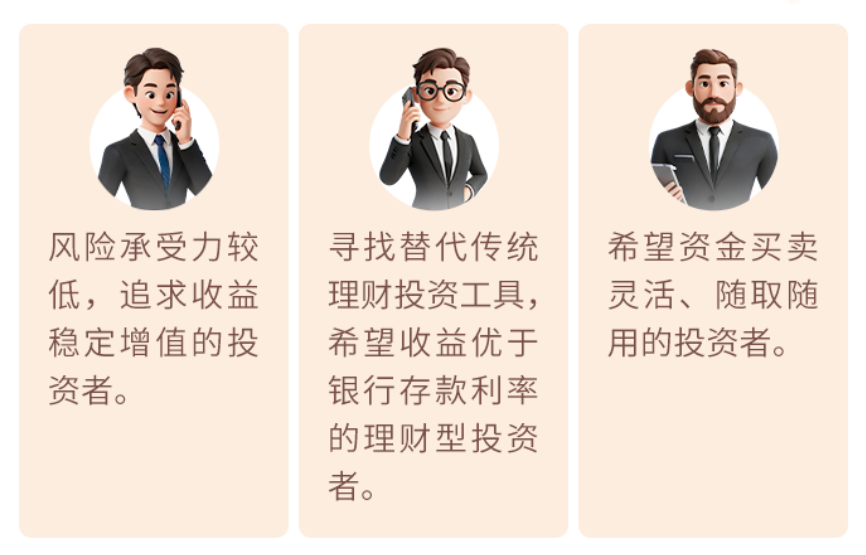 风险承受力较
低，追求收益
稳定增值的投
资者。
寻找替代传统
理财投资工具，
希望收益优于
银行存款利率
的理财型投资
者。
希望资金买卖
灵活、随取随
用的投资者。